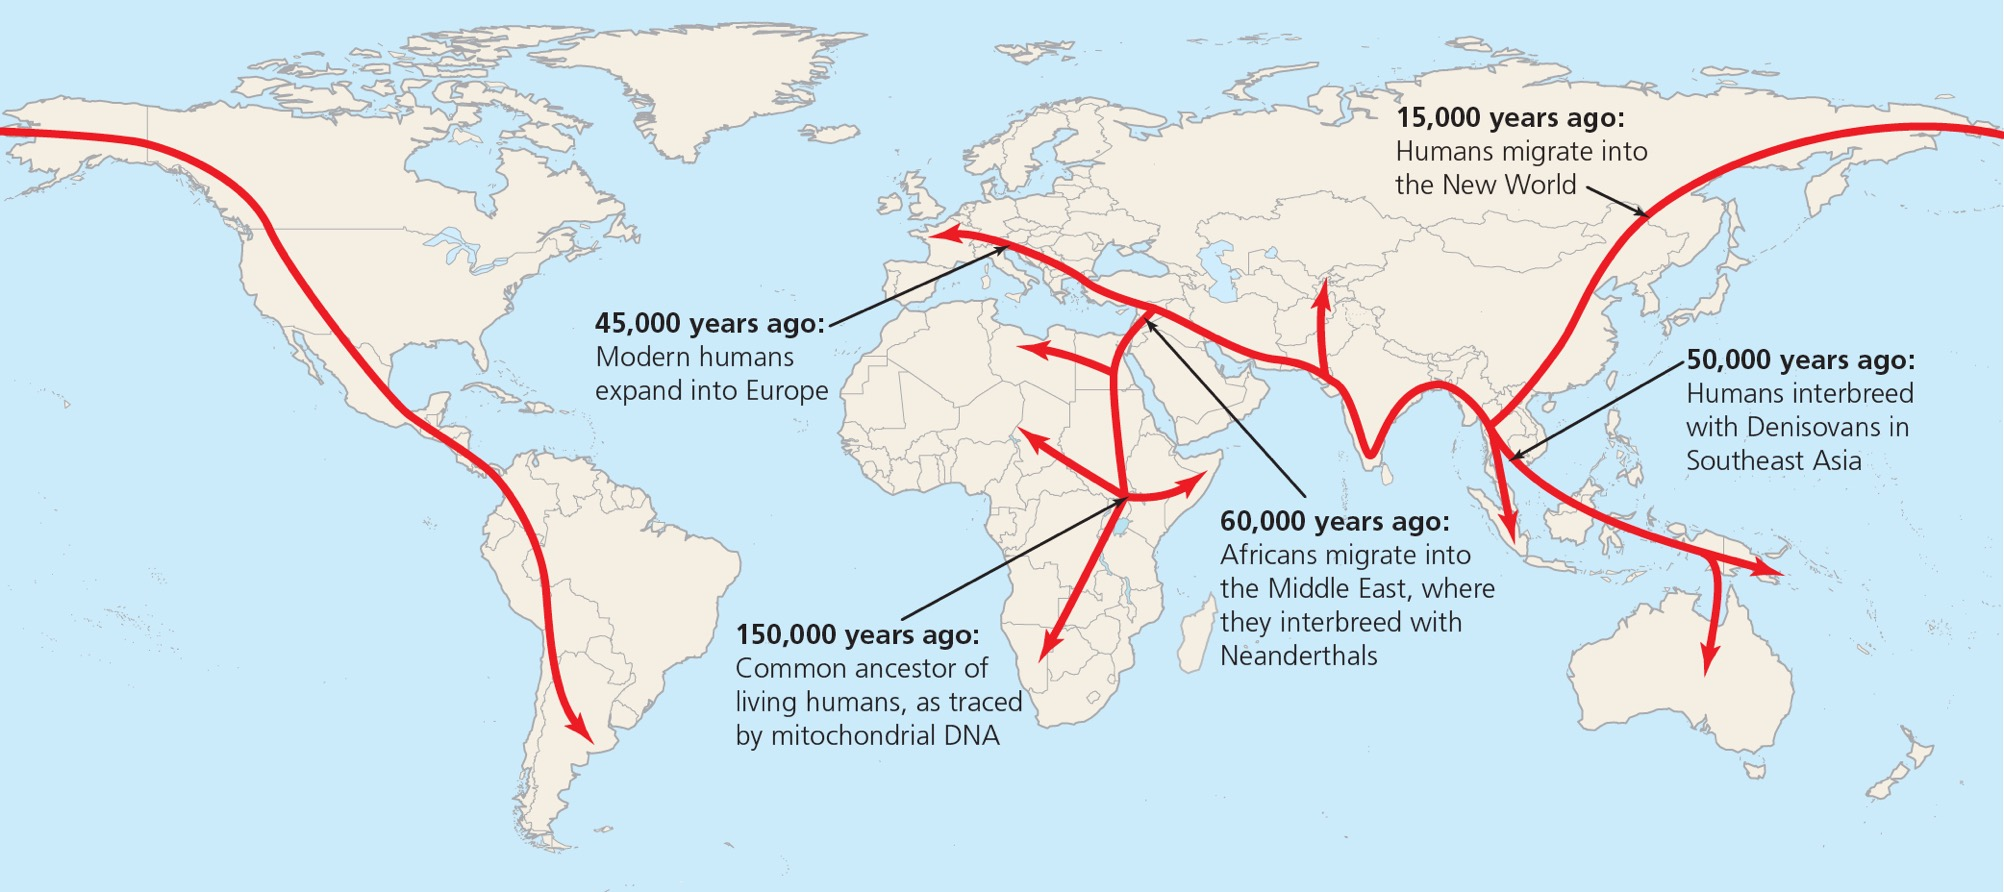 15,000 years ago:
Humans migrate into
the New World
45,000 years ago:
Modern humans
expand into Europe
50,000 years ago:
Humans interbreed
with Denisovans in
Southeast Asia
60,000 years ago:
Africans migrate into
the Middle East, where
they interbreed with
Neanderthals
150,000 years ago:
Common ancestor of
living humans, as traced
by mitochondrial DNA